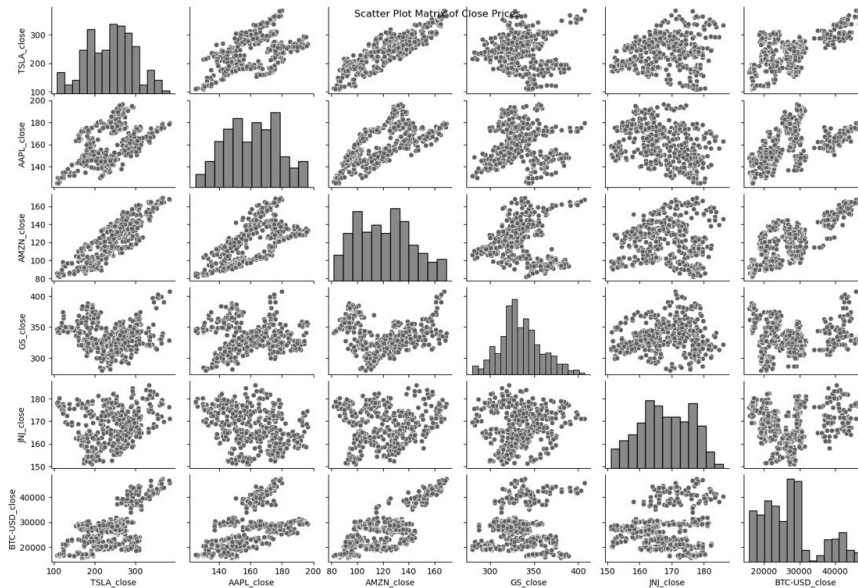 Scatter Plot Matrix of Close Prices
TSLA_close
300
200
100
AAPL_close
200
180
160
140
AMZN_close
160
140
120
100
80
GS_close
400
350
300
JNJ_close
180
170
160
150
BTC-USD_close
40000
30000
20000
100 200 300 140 160 180 200 80 100 120 140 160 300 350 400 150 160 170 180 20000 30000 40000
TSLA_close AAPL_close AMZN_close GS_close JNJ_close BTC-USD_close